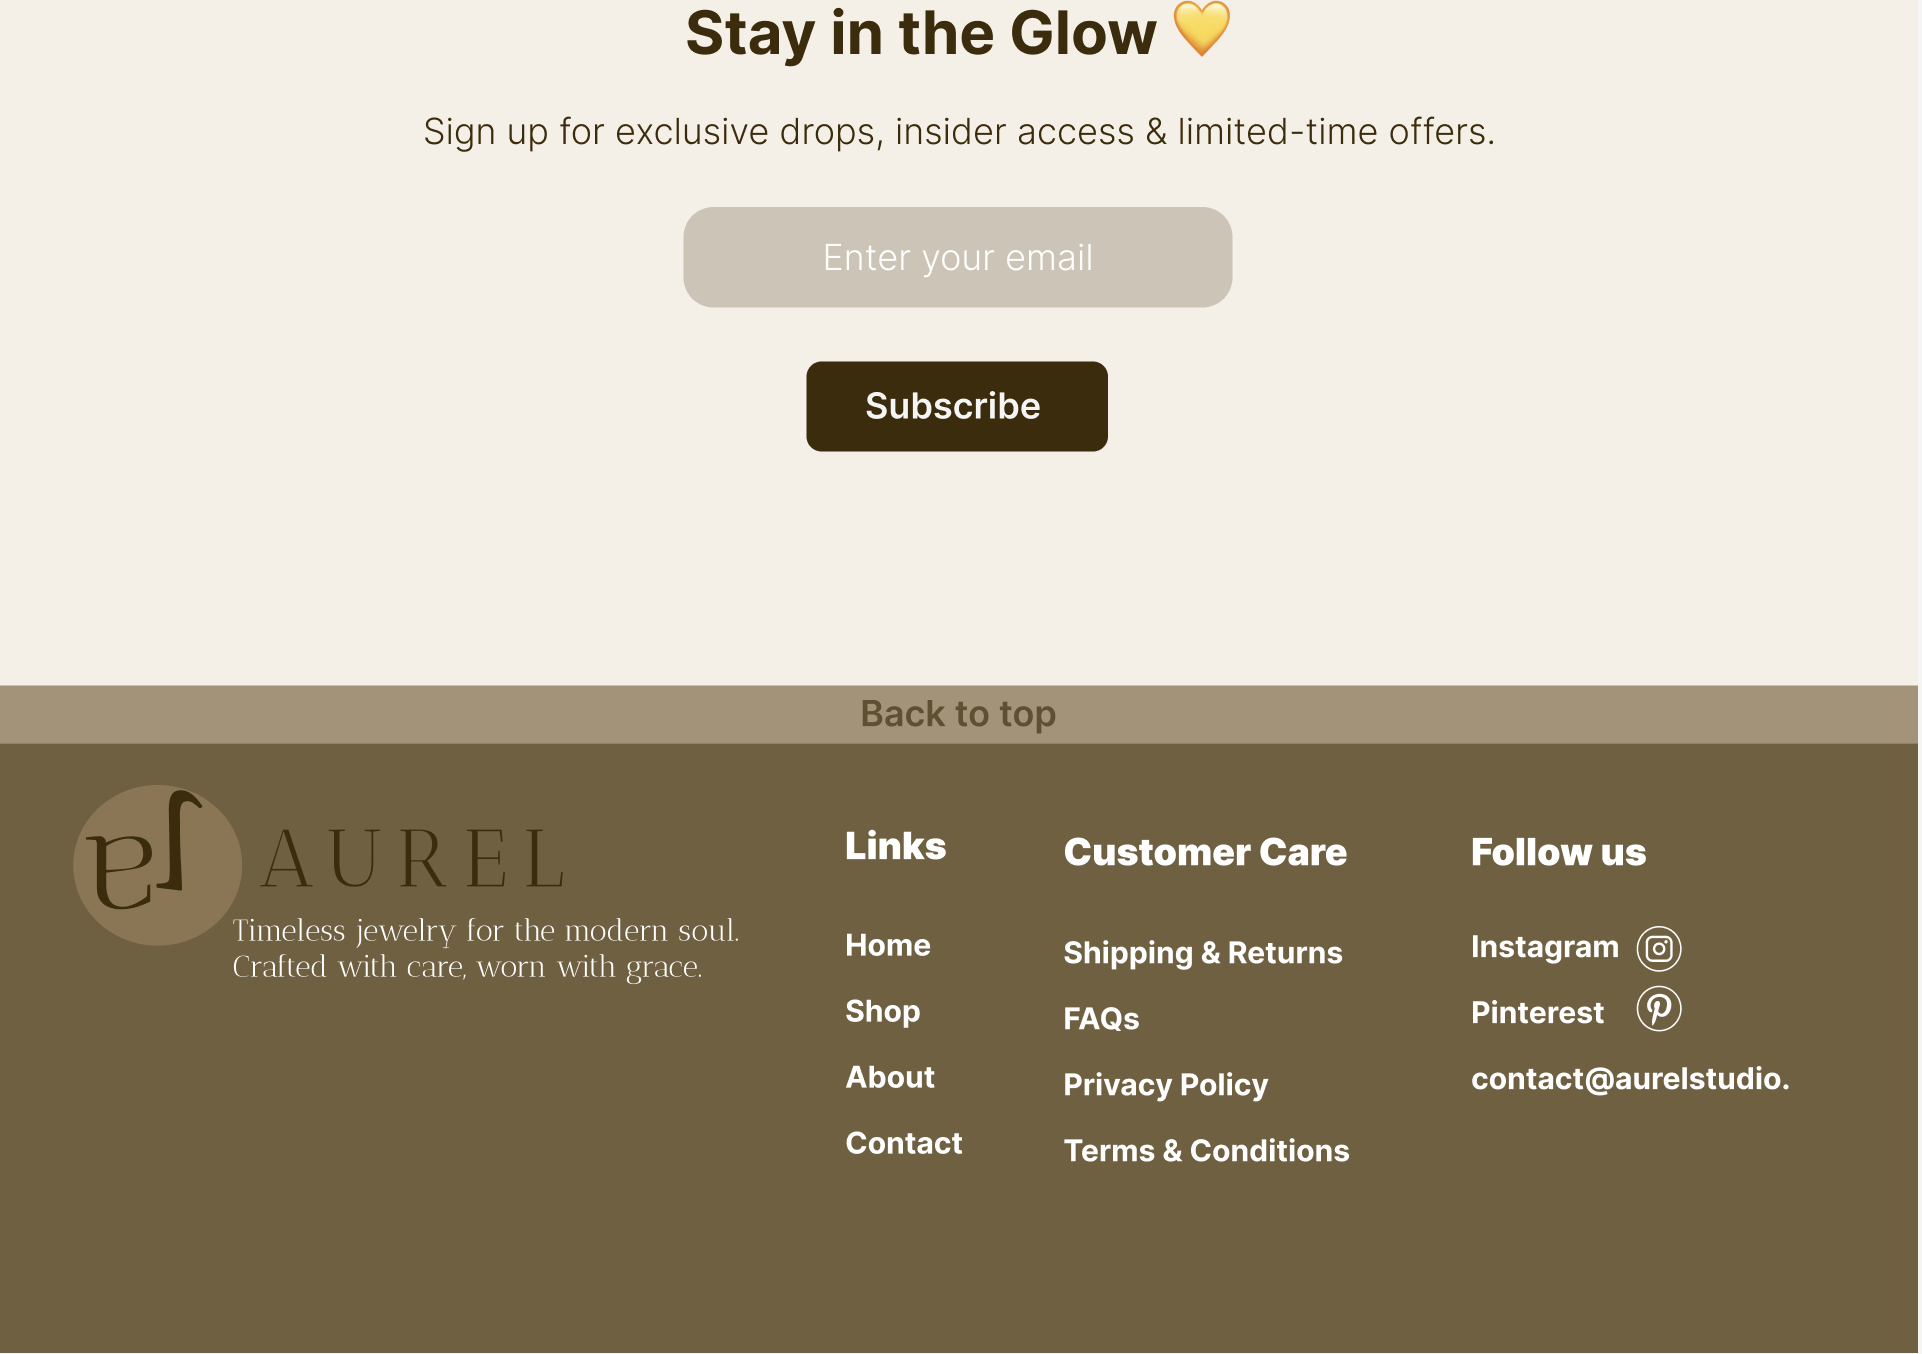 Stay in the Glow 💛
Sign up for exclusive drops, insider access & limited-time offers.
Enter your email
Subscribe
Back to top
AUREL
Timeless jewelry for the modern soul.
Crafted with care, worn with grace.
Links
Home
Shop
About
Contact
Customer Care
Shipping & Returns
FAQs
Privacy Policy
Terms & Conditions
Follow us
Instagram
Pinterest
contact@aurelstudio.